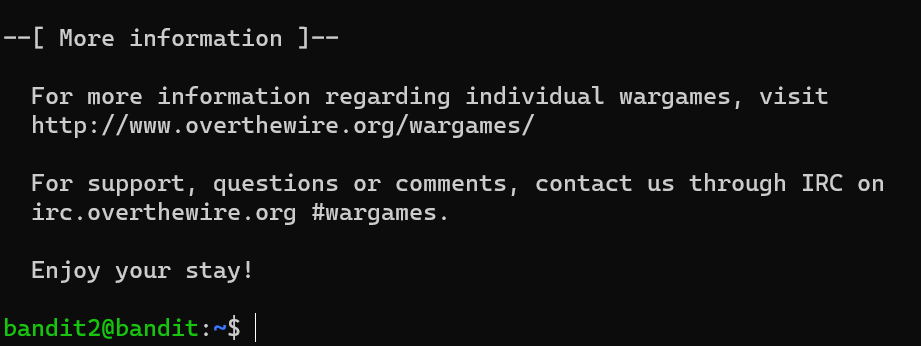 --[ More information ]--
For more information regarding individual wargames, visit
http://www.overthewire.org/wargames/
For support, questions or comments, contact us through IRC on
irc.overthewire.org #wargames.
Enjoy your stay!
bandit2@bandit:~$